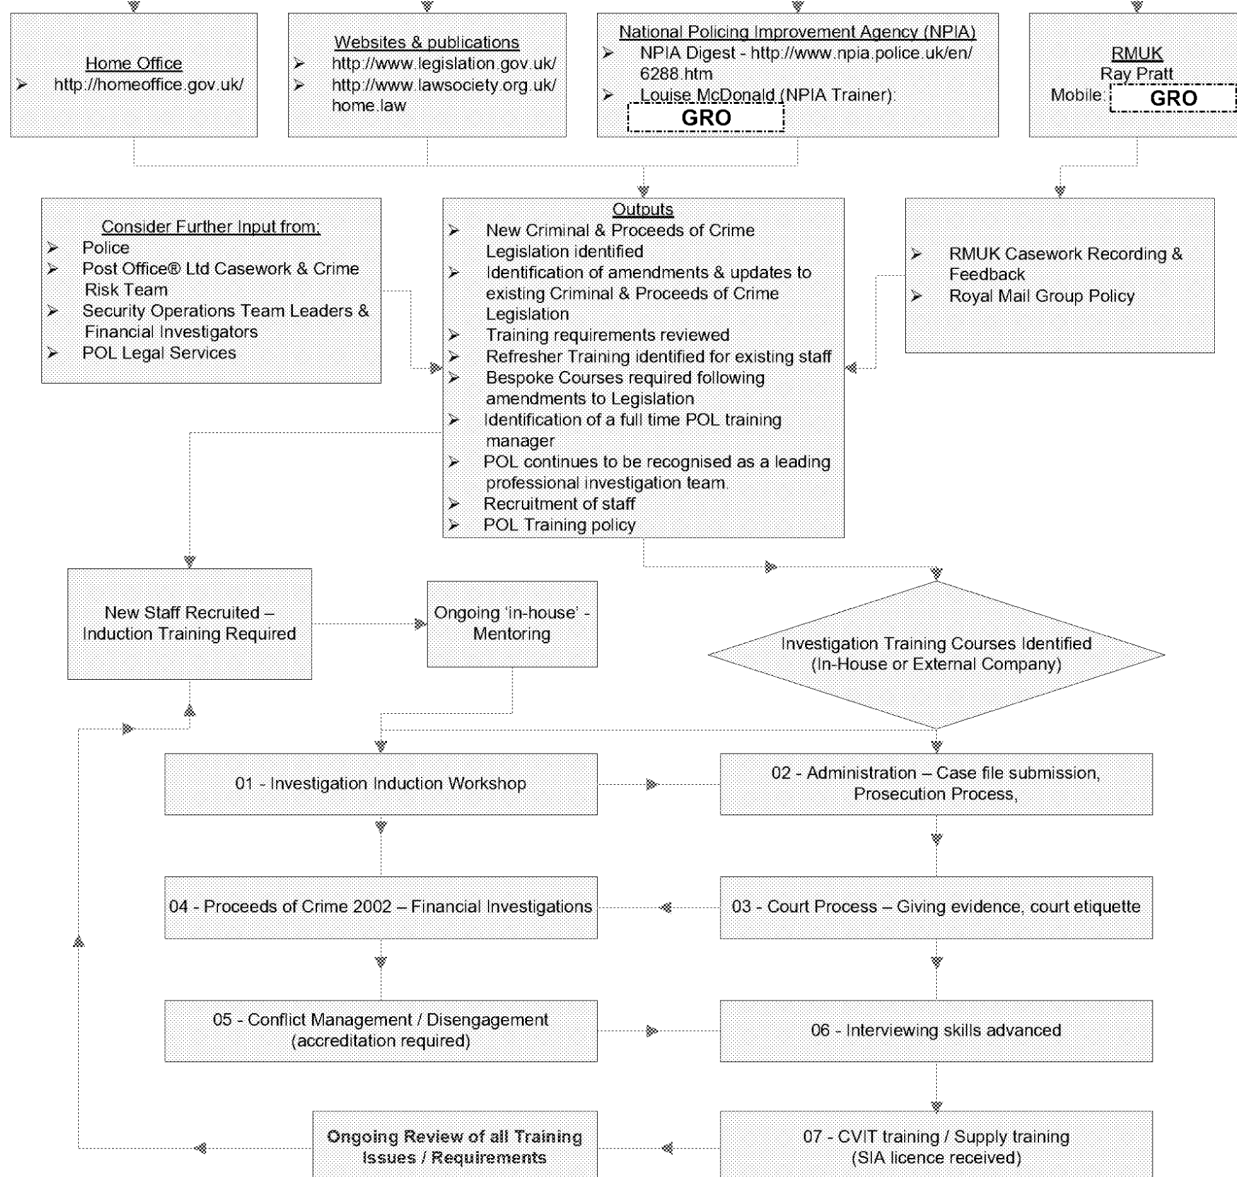 Home Office
➢ http://homeoffice.gov.uk/
Websites & publications
➢ http://www.legislation.gov.uk/
➢ http://www.lawsociety.org.uk/
home.law
National Policing Improvement Agency (NPIA)
➢ NPIA Digest - http://www.npia.police.uk/en/
6288.htm
➢ Louise McDonald (NPIA Trainer):
GRO
RMUK
Ray Pratt
Mobile: GRO
Consider Further Input from;
➢ Police
➢ Post Office® Ltd Casework & Crime
Risk Team
➢ Security Operations Team Leaders &
Financial Investigators
➢ POL Legal Services
Outputs
➢ New Criminal & Proceeds of Crime
Legislation identified
➢ Identification of amendments & updates to
existing Criminal & Proceeds of Crime
Legislation
➢ Training requirements reviewed
➢ Refresher Training identified for existing staff
➢ Bespoke Courses required following
amendments to Legislation
➢ Identification of a full time POL training
manager
➢ POL continues to be recognised as a leading
professional investigation team.
➢ Recruitment of staff
➢ POL Training policy
➢ RMUK Casework Recording &
Feedback
➢ Royal Mail Group Policy
New Staff Recruited –
Induction Training Required
Ongoing ‘in-house’ -
Mentoring
Investigation Training Courses Identified
(In-House or External Company)
01 - Investigation Induction Workshop
02 - Administration – Case file submission,
Prosecution Process,
04 - Proceeds of Crime 2002 – Financial Investigations
03 - Court Process – Giving evidence, court etiquette
05 - Conflict Management / Disengagement
(accreditation required)
06 - Interviewing skills advanced
Ongoing Review of all Training
Issues / Requirements
07 - CVIT training / Supply training
(SIA licence received)